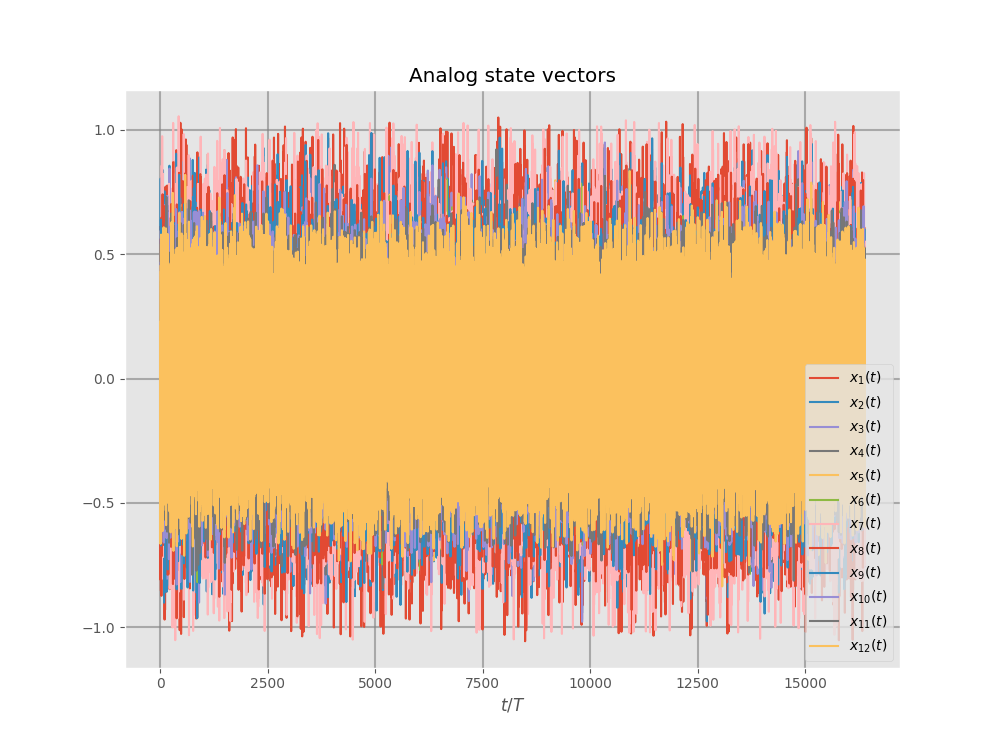 Analog state vectors
1.0
0.5
0.0
−0.5
−1.0
0 2500 5000 7500 10000 12500 15000
t/T
x₁(t)
x₂(t)
x₃(t)
x₄(t)
x₅(t)
x₆(t)
x₇(t)
x₈(t)
x₉(t)
x₁₀(t)
x₁₁(t)
x₁₂(t)